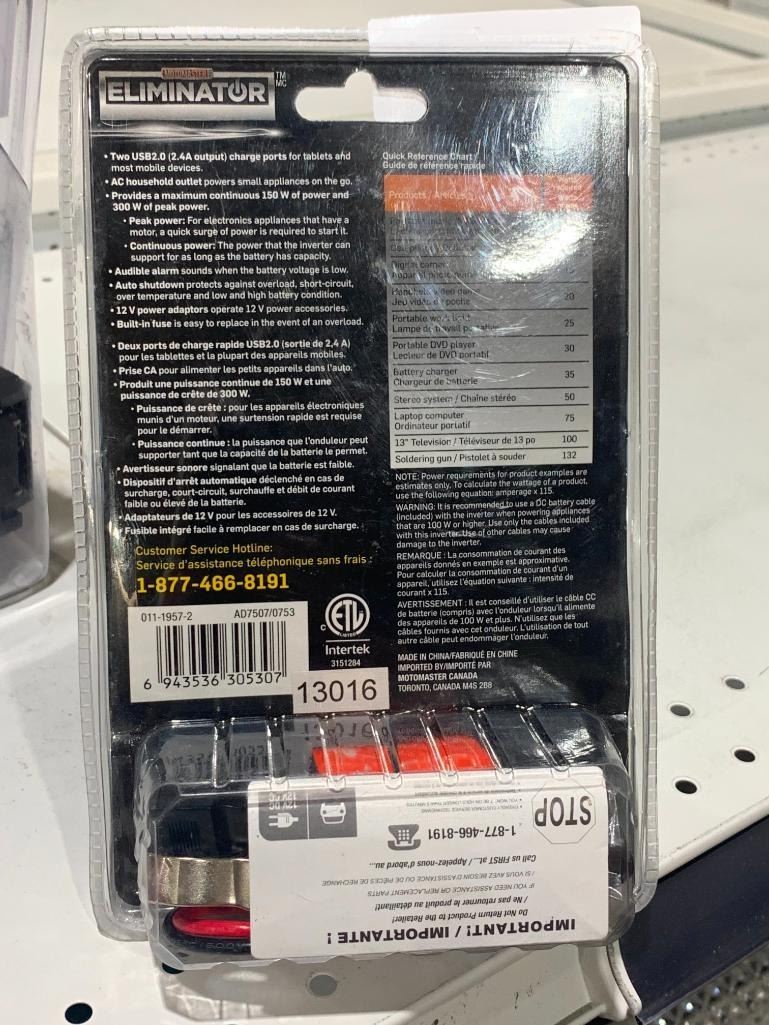 MOTOMASTER
ELIMINATOR
TM
MC
• Two USB2.0 (2.4A output) charge ports for tablets and
most mobile devices.
• AC household outlet powers small appliances on the go.
• Provides a maximum continuous 150 W of power and
300 W of peak power.
• Peak power: For electronics appliances that have a
motor, a quick surge of power is required to start it.
• Continuous power: The power that the inverter can
support for as long as the battery has capacity.
• Audible alarm sounds when the battery voltage is low.
• Auto shutdown protects against overload, short-circuit,
over temperature and low and high battery condition.
• 12 V power adaptors operate 12 V power accessories.
• Built-in fuse is easy to replace in the event of an overload.
• Deux ports de charge rapide USB2.0 (sortie de 2,4 A)
pour les tablettes et la plupart des appareils mobiles.
• Prise CA pour alimenter les petits appareils dans l'auto.
• Produit une puissance continue de 150 W et une
puissance de crête de 300 W.
• Puissance de crête : pour les appareils électroniques
munis d'un moteur, une surtension rapide est requise
pour le démarrer.
• Puissance continue : la puissance que l'onduleur peut
supporter tant que la capacité de la batterie le permet.
• Avertisseur sonore signalant que la batterie est faible.
• Dispositif d'arrêt automatique déclenché en cas de
surcharge, court-circuit, surchauffe et débit de courant
faible ou élevé de la batterie.
• Adaptateurs de 12 V pour les accessoires de 12 V.
• Fusible intégré facile à remplacer en cas de surcharge.
Customer Service Hotline:
Service d'assistance téléphonique sans frais :
1-877-466-8191
011-1957-2 AD7507/0753
6 943536 305307
13016
C
ETL
LISTED
Intertek
3151284
Quick Reference Chart
Guide de référence rapide
Products / Articles
Digital camera
Appareil photo
Handheld video game
Jeu vidéo de poche 20
Portable work light
Lampe de travail portative 25
Portable DVD player
Lecteur de DVD portatif 30
Battery charger
Chargeur de batterie 35
Stereo system / Chaîne stéréo 50
Laptop computer
Ordinateur portatif 75
13" Television / Téléviseur de 13 po 100
Soldering gun / Pistolet à souder 132
NOTE: Power requirements for product examples are
estimates only. To calculate the wattage of a product,
use the following equation: amperage x 115.
WARNING: It is recommended to use a DC battery cable
(included) with the inverter when powering appliances
that are 100 W or higher. Use only the cables included
with this inverter. Use of other cables may cause
damage to the inverter.
REMARQUE : La consommation de courant des
appareils donnés en exemple est approximative.
Pour calculer la consommation de courant d'un
appareil, utilisez l'équation suivante : intensité de
courant x 115.
AVERTISSEMENT : Il est conseillé d'utiliser le câble CC
de batterie (compris) avec l'onduleur lorsqu'il alimente
des appareils de 100 W et plus. N'utilisez que les
câbles fournis avec cet onduleur. L'utilisation de tout
autre câble peut endommager l'onduleur.
MADE IN CHINA/FABRIQUÉ EN CHINE
IMPORTED BY/IMPORTÉ PAR
MOTOMASTER CANADA
TORONTO, CANADA M4S 2B8
IMPORTANT! / IMPORTANTE !
Do Not Return Product to the Retailer!
/ Ne pas retourner le produit au détaillant!
IF YOU NEED ASSISTANCE OR REPLACEMENT PARTS
/ SI VOUS AVEZ BESOIN D'ASSISTANCE OU DE PIÈCES DE RECHANGE
Call us FIRST at.../ Appelez-nous d'abord au...
1-877-466-8191
STOP
12V DC